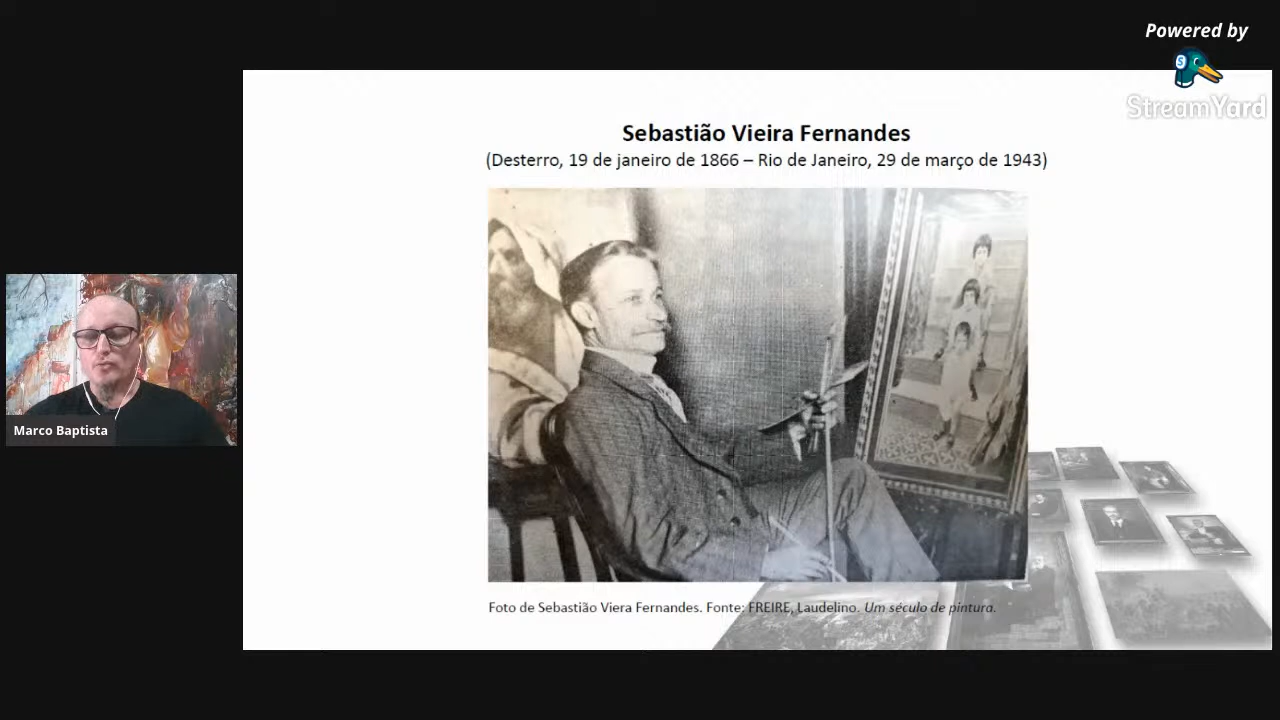 Powered by
StreamYard
Sebastião Vieira Fernandes
(Desterro, 19 de janeiro de 1866 – Rio de Janeiro, 29 de março de 1943)
Marco Baptista
Foto de Sebastião Viera Fernandes. Fonte: FREIRE, Laudelino. Um século de pintura.